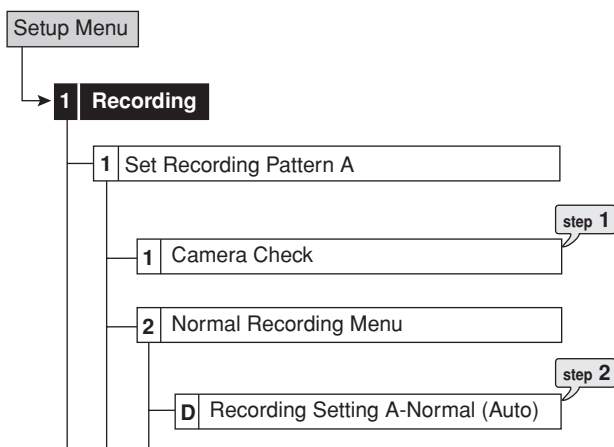 Setup Menu
1 Recording
1 Set Recording Pattern A
step 1
1 Camera Check
2 Normal Recording Menu
step 2
D Recording Setting A-Normal (Auto)